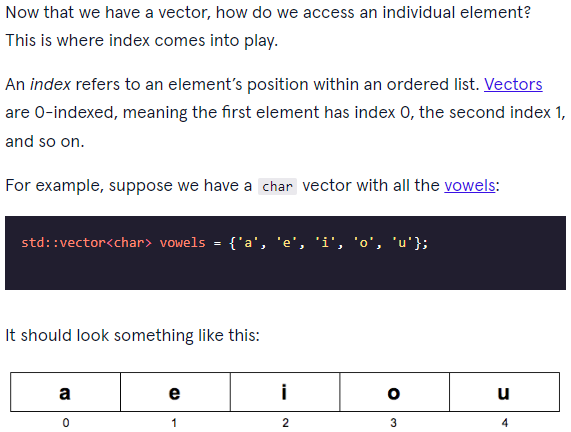 Now that we have a vector, how do we access an individual element?
This is where index comes into play.
An index refers to an element's position within an ordered list. Vectors
are 0-indexed, meaning the first element has index 0, the second index 1,
and so on.
For example, suppose we have a char vector with all the vowels:
std::vector<char> vowels = {'a', 'e', 'i', 'o', 'u'};
It should look something like this:
a e i o u
0 1 2 3 4